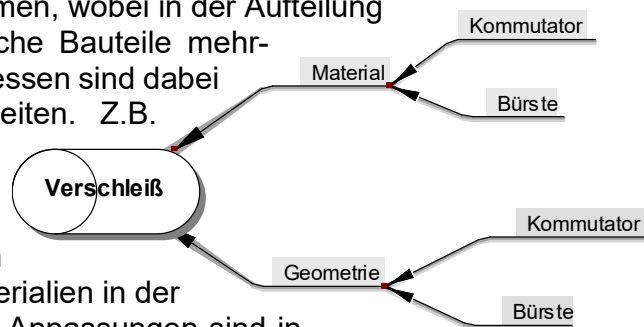 men, wobei in der Aufteilung
che Bauteile mehr-
essen sind dabei
eiten. Z.B.
Kommutator
Material
Bürste
Verschleiß
Kommutator
Geometrie
Bürste
erialien in der
Anpassungen sind in